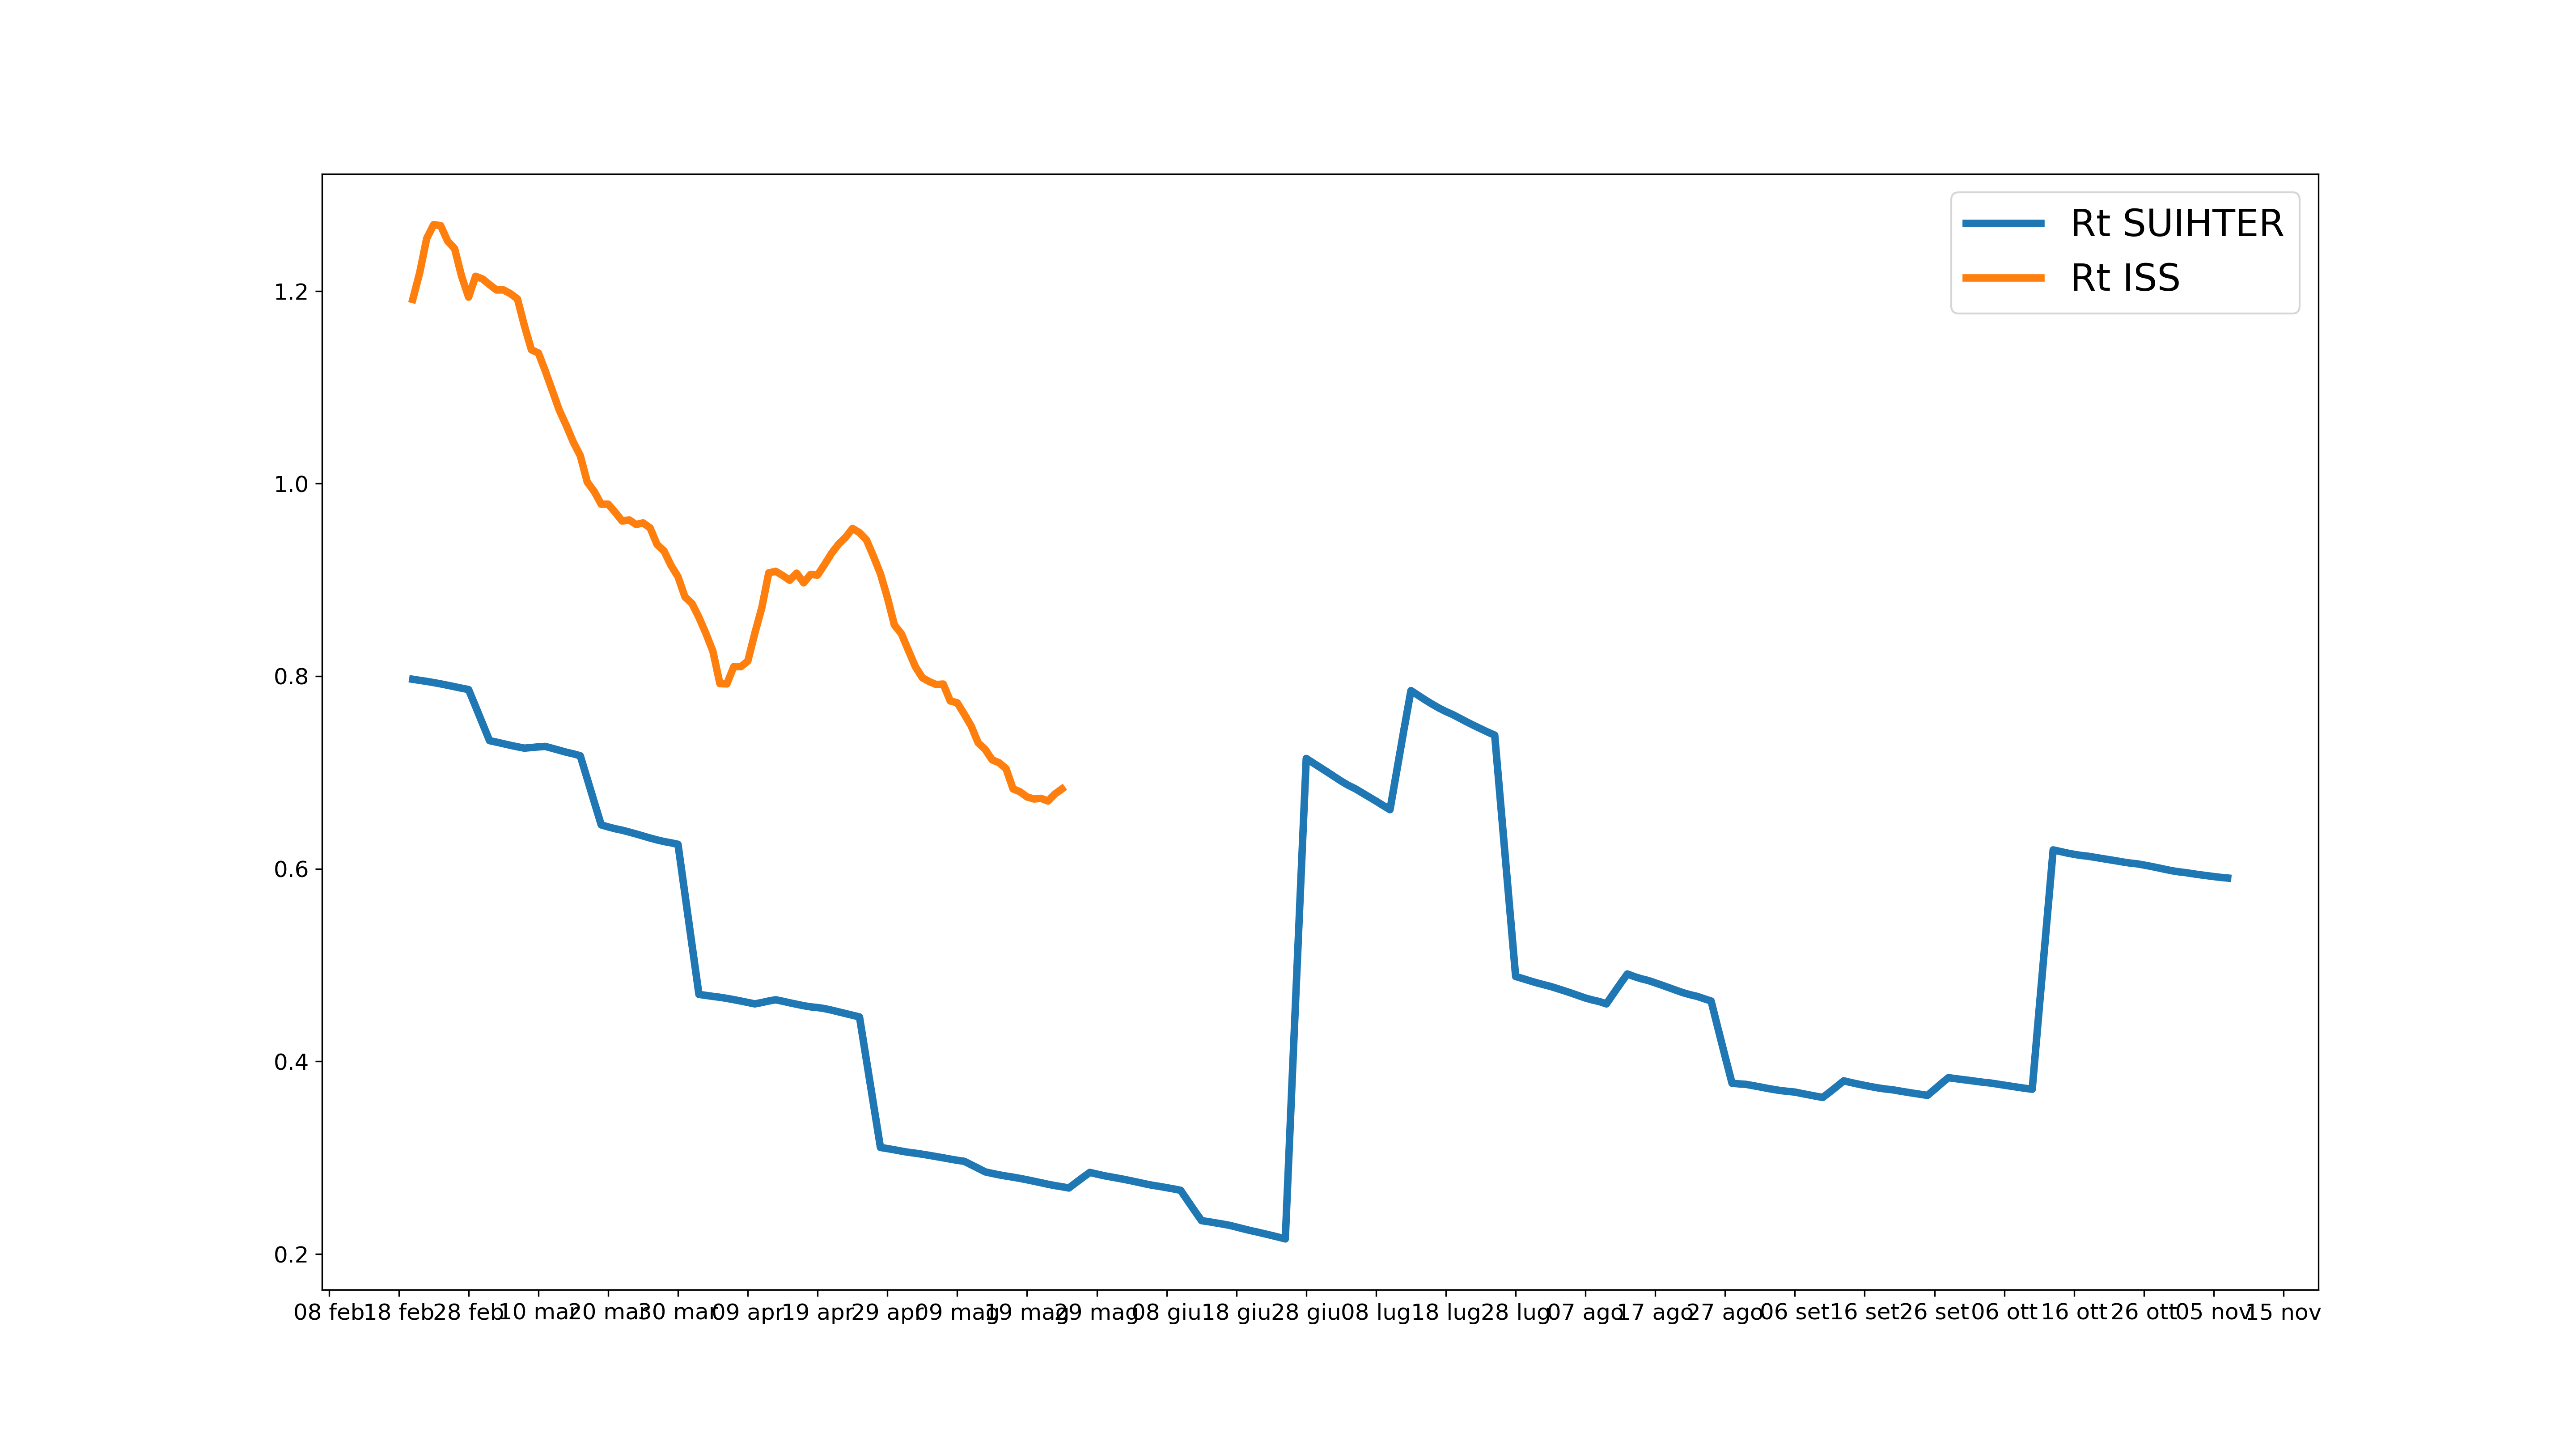 Rt SUIHTER
Rt ISS
1.2
1.0
0.8
0.6
0.4
0.2
08 feb 18 feb 28 feb 10 mar 20 mar 30 mar 09 apr 19 apr 29 apr 09 mag 19 mag 29 mag 08 giu 18 giu 28 giu 08 lug 18 lug 28 lug 07 ago 17 ago 27 ago 06 set 16 set 26 set 06 ott 16 ott 26 ott 05 nov 15 nov